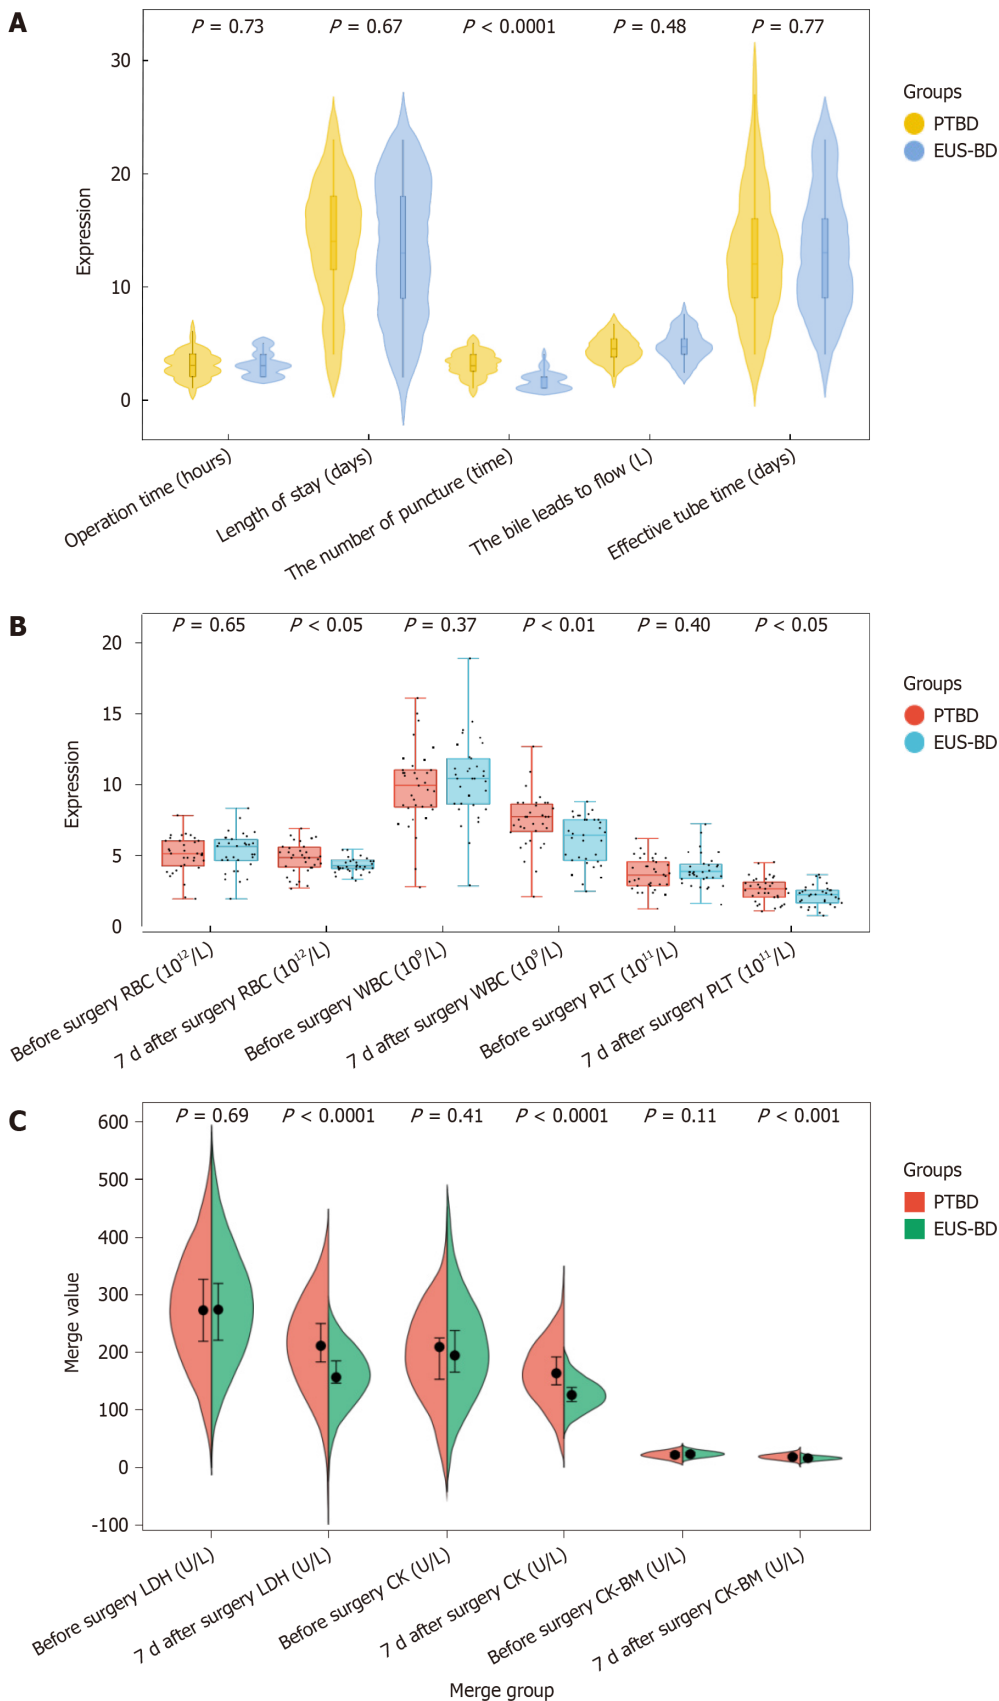 A
P = 0.73 P = 0.67 P < 0.0001 P = 0.48 P = 0.77
30
20
10
0
Expression
Groups
PTBD
EUS-BD
Operation time (hours)
Length of stay (days)
The number of puncture (time)
The bile leads to flow (L)
Effective tube time (days)
B
P = 0.65 P < 0.05 P = 0.37 P < 0.01 P = 0.40 P < 0.05
20
15
10
5
0
Expression
Groups
PTBD
EUS-BD
Before surgery RBC (10¹²/L)
7 d after surgery RBC (10¹²/L)
Before surgery WBC (10⁹/L)
7 d after surgery WBC (10⁹/L)
Before surgery PLT (10¹¹/L)
7 d after surgery PLT (10¹¹/L)
C
P = 0.69 P < 0.0001 P = 0.41 P < 0.0001 P = 0.11 P < 0.001
600
500
400
300
200
100
0
-100
Merge value
Groups
PTBD
EUS-BD
Before surgery LDH (U/L)
7 d after surgery LDH (U/L)
Before surgery CK (U/L)
7 d after surgery CK (U/L)
Before surgery CK-BM (U/L)
7 d after surgery CK-BM (U/L)
Merge group